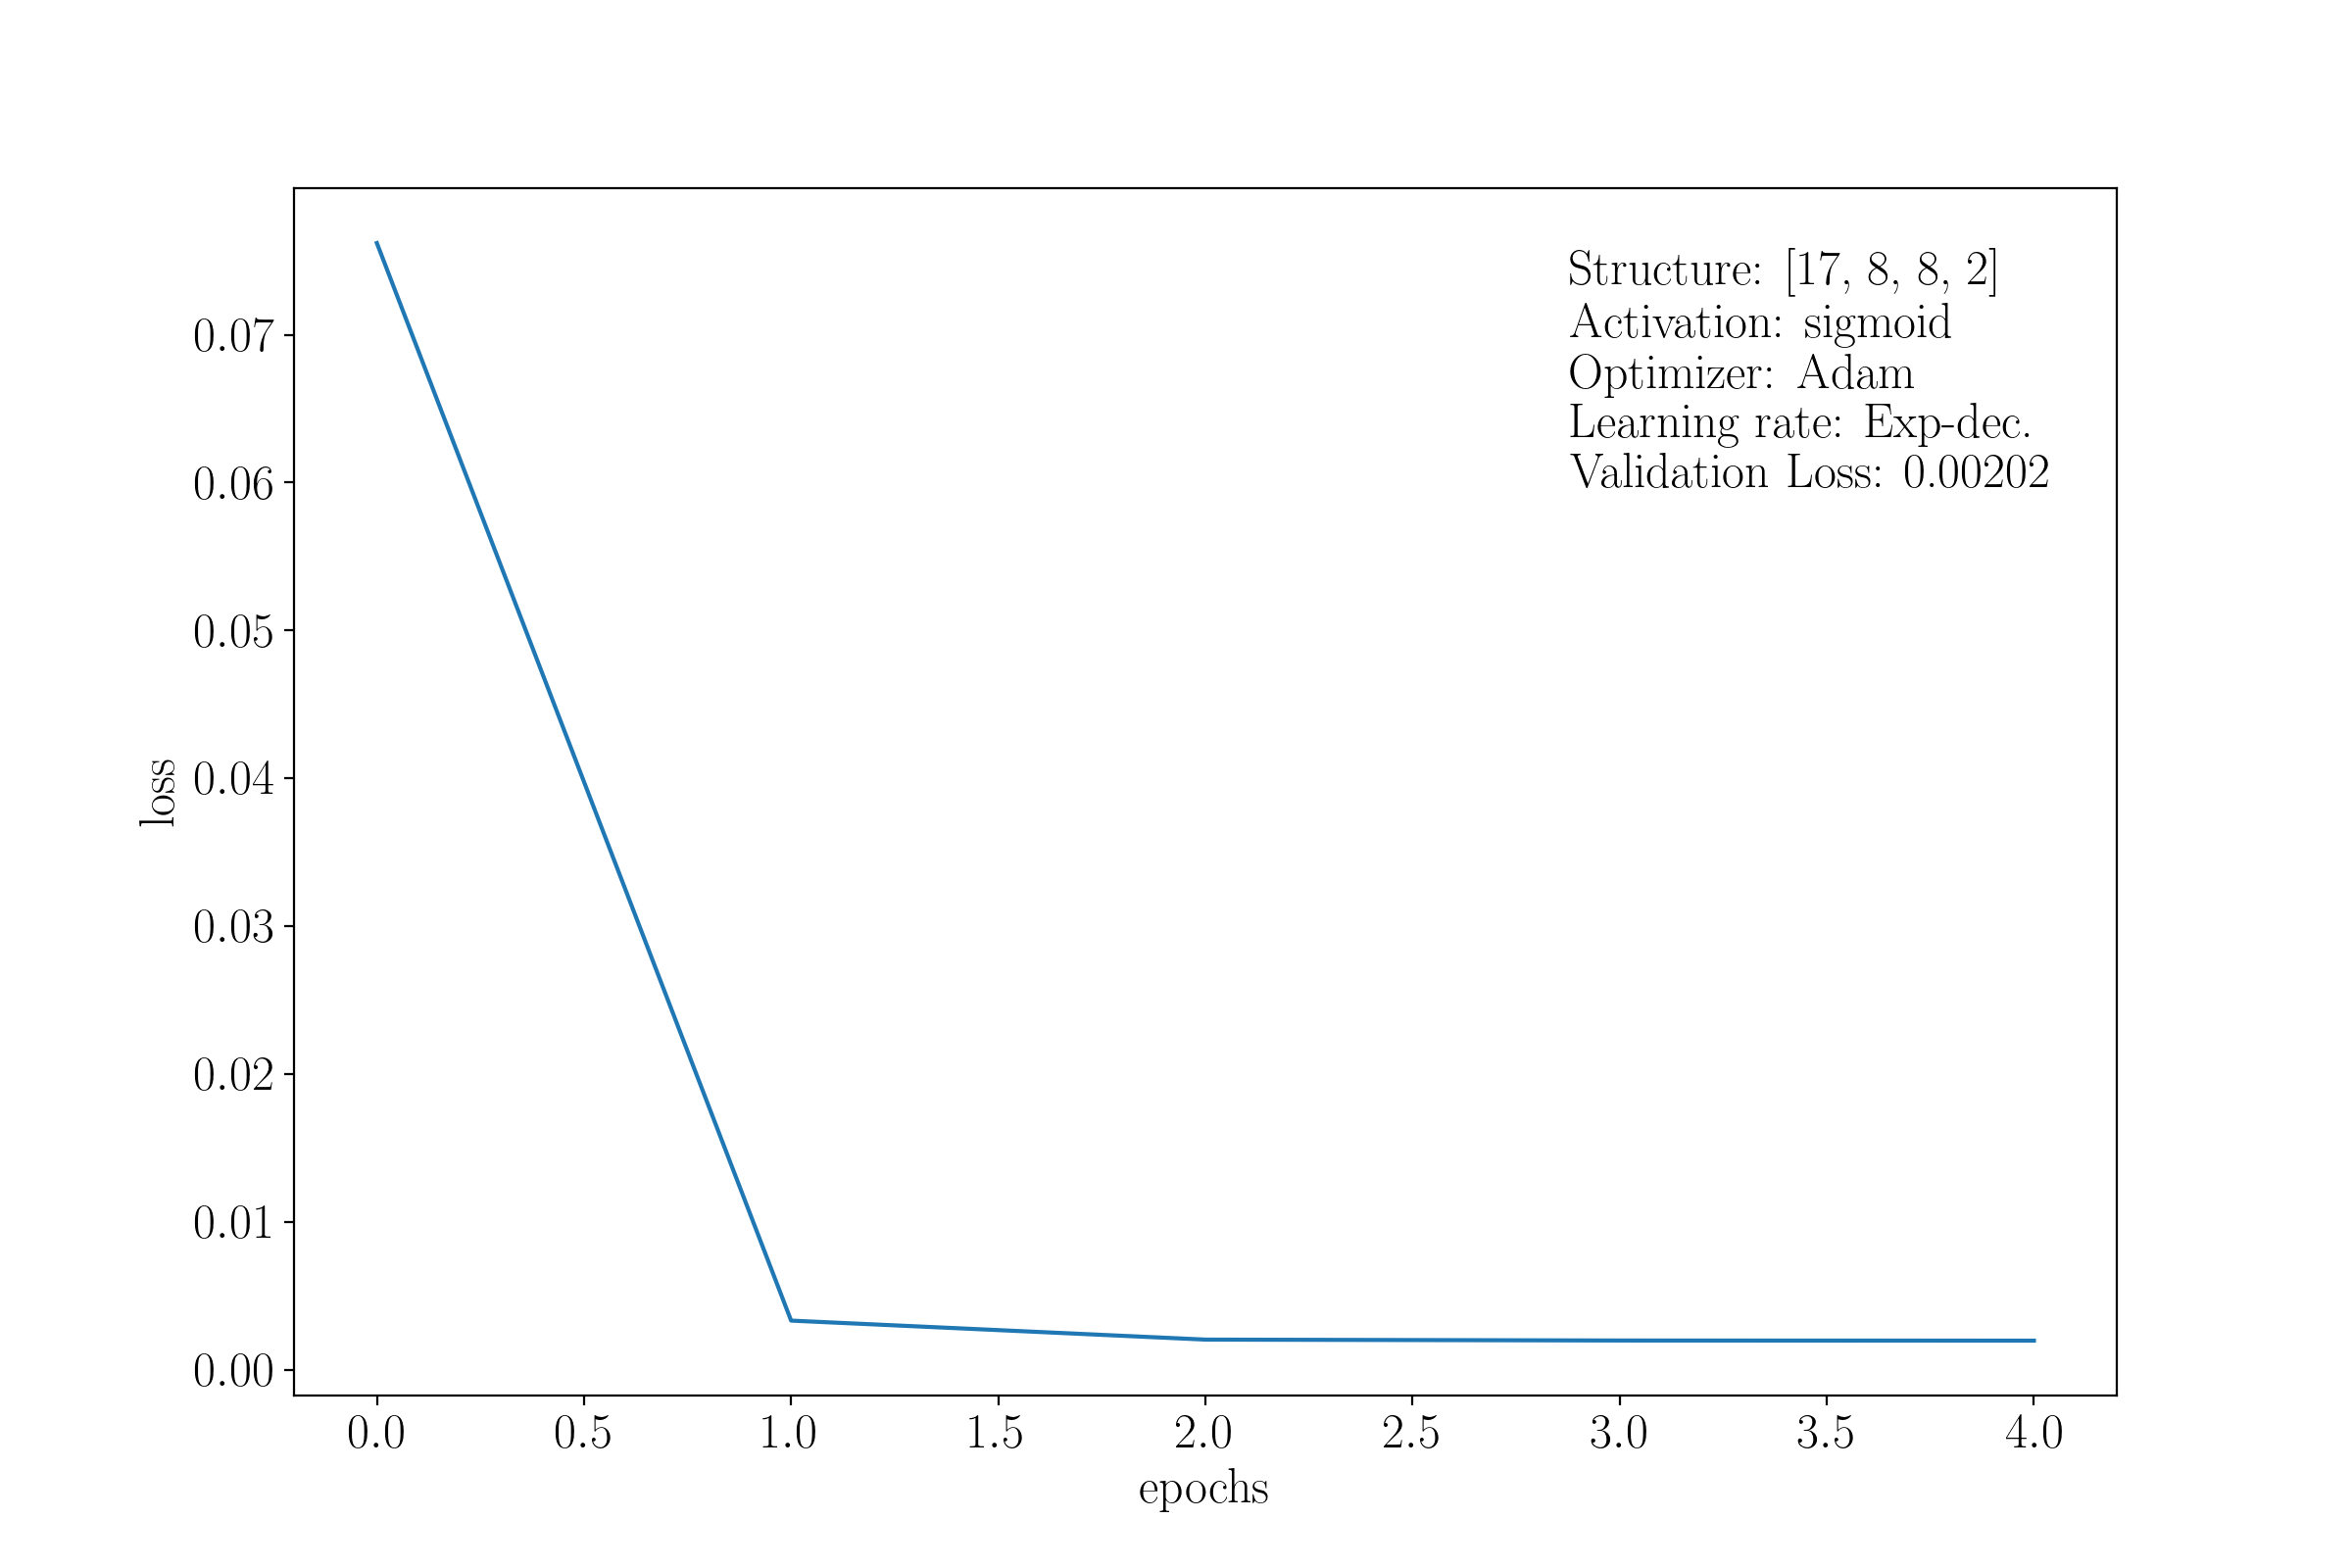 Structure: [17, 8, 8, 2]
Activation: sigmoid
Optimizer: Adam
Learning rate: Exp-dec.
Validation Loss: 0.00202
0.07
0.06
0.05
0.04
0.03
0.02
0.01
0.00
loss
0.0 0.5 1.0 1.5 2.0 2.5 3.0 3.5 4.0
epochs